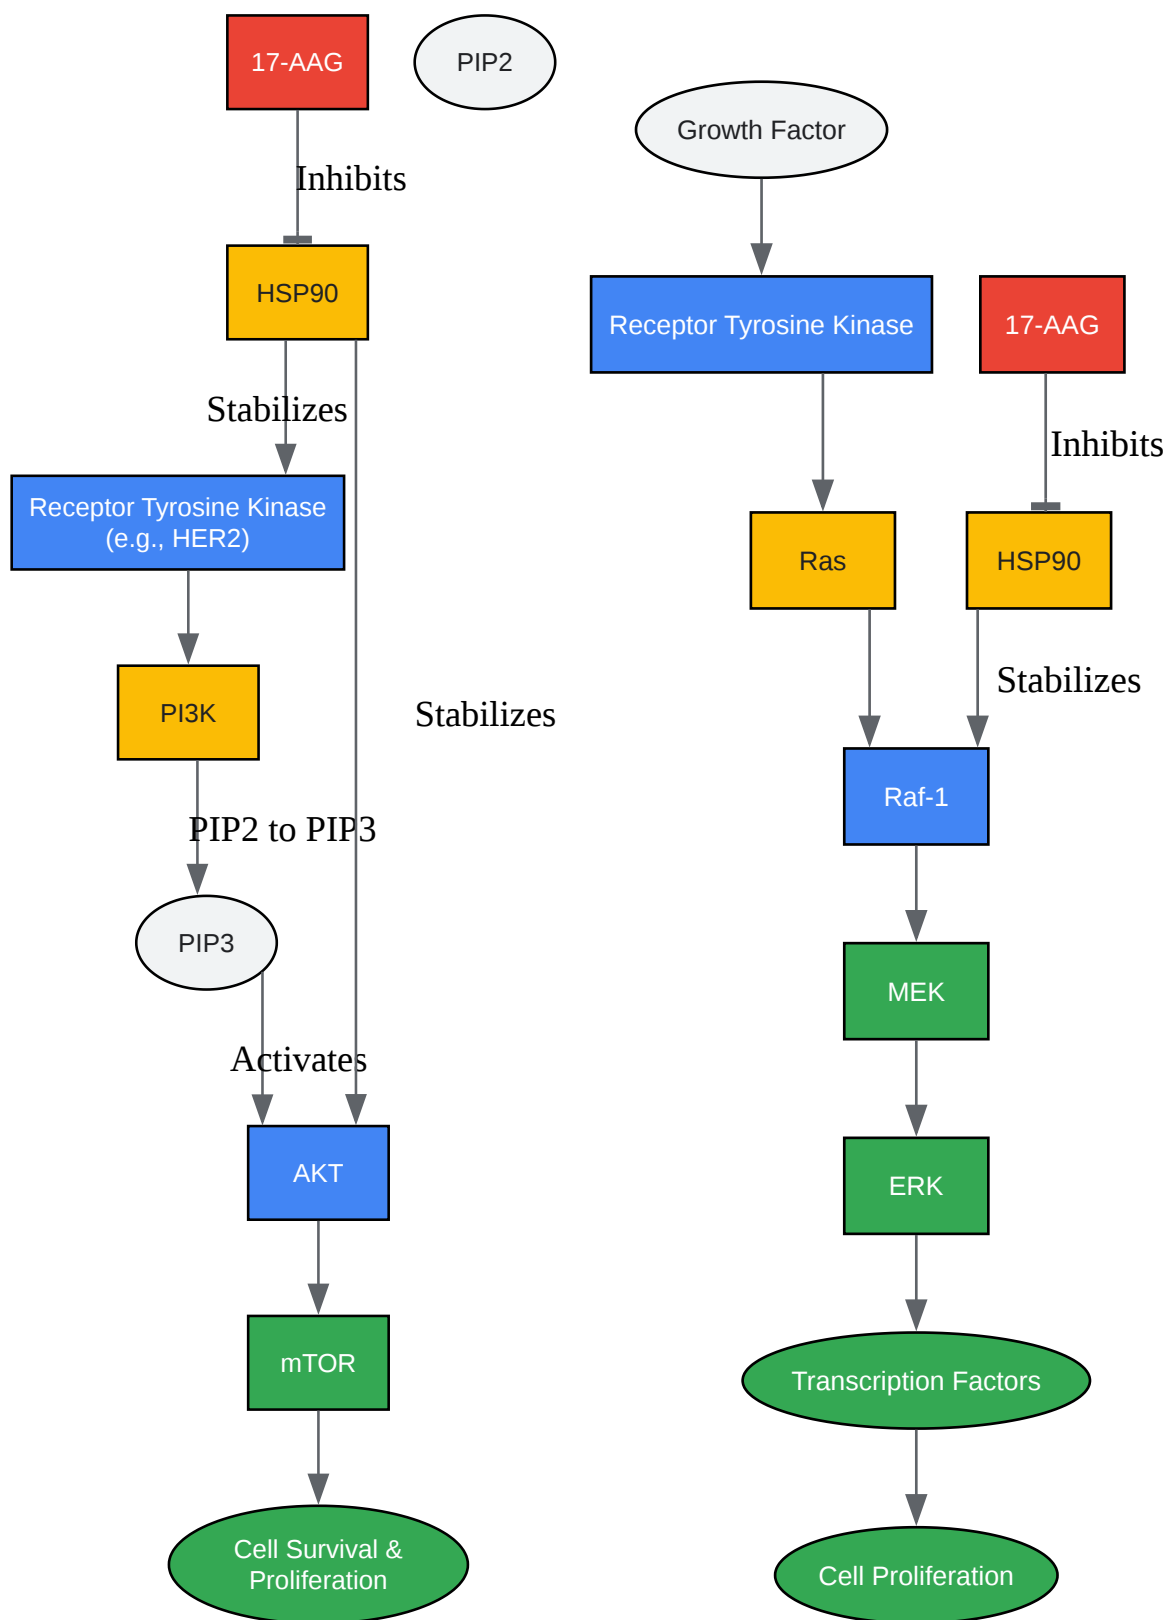 17-AAG
PIP2
Inhibits
HSP90
Stabilizes
Receptor Tyrosine Kinase
(e.g., HER2)
PI3K
Stabilizes
PIP2 to PIP3
PIP3
Activates
AKT
mTOR
Cell Survival &
Proliferation
Growth Factor
Receptor Tyrosine Kinase
17-AAG
Inhibits
Ras
HSP90
Stabilizes
Raf-1
MEK
ERK
Transcription Factors
Cell Proliferation